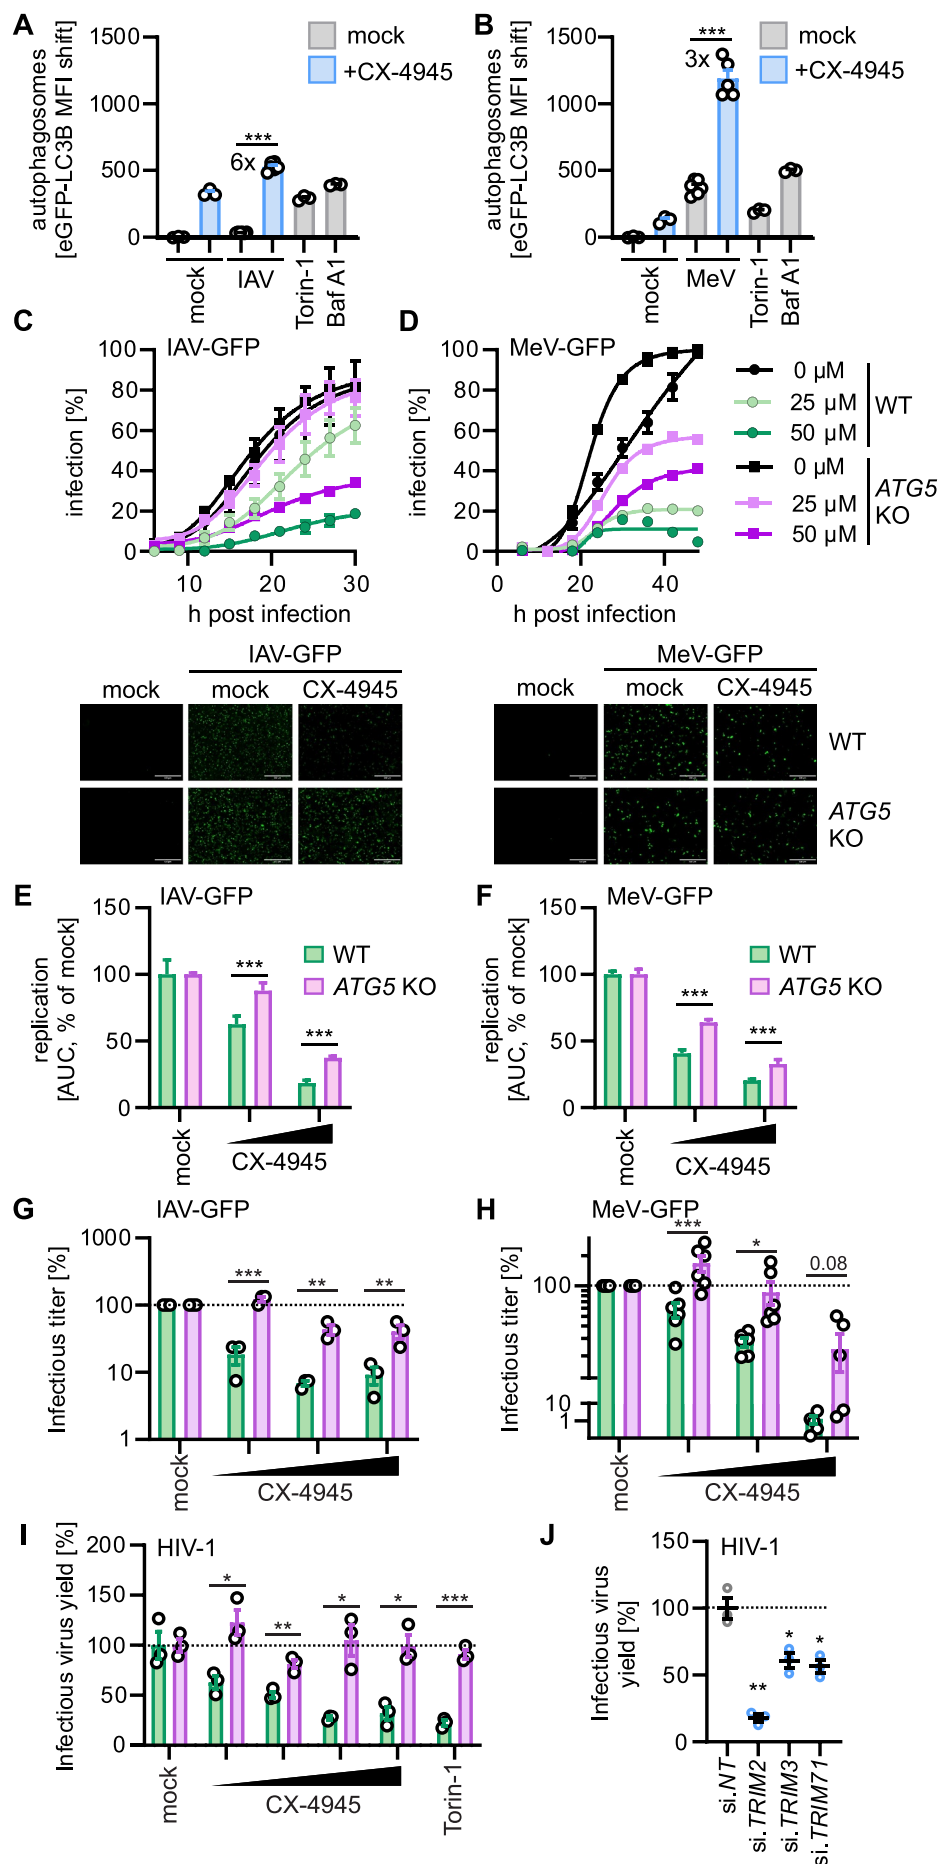 A
autophagosomes
[eGFP-LC3B MFI shift]
1500
1000
500
0
mock
+CX-4945
***
6x
mock
IAV
Torin-1
Baf A1
B
autophagosomes
[eGFP-LC3B MFI shift]
1500
1000
500
0
***
3x
mock
+CX-4945
mock
MeV
Torin-1
Baf A1
C
IAV-GFP
infection [%]
100
80
60
40
20
0
10 20 30
h post infection
D
MeV-GFP
infection [%]
100
80
60
40
20
0
0 20 40
h post infection
0 µM
25 µM
50 µM
WT
0 µM
25 µM
50 µM
ATG5
KO
IAV-GFP
mock mock CX-4945
MeV-GFP
mock mock CX-4945
WT
ATG5
KO
E
IAV-GFP
replication
[AUC, % of mock]
150
100
50
0
***
***
WT
ATG5 KO
mock
CX-4945
F
MeV-GFP
replication
[AUC, % of mock]
150
100
50
0
***
***
WT
ATG5 KO
mock
CX-4945
G
IAV-GFP
Infectious titer [%]
1000
100
10
1
***
**
**
mock
CX-4945
H
MeV-GFP
Infectious titer [%]
100
10
1
***
*
0.08
mock
CX-4945
I
HIV-1
Infectious virus yield [%]
200
150
100
50
0
*
**
*
*
***
mock
CX-4945
Torin-1
J
HIV-1
Infectious virus
yield [%]
150
100
50
0
**
*
*
si.NT
si.TRIM2
si.TRIM3
si.TRIM71